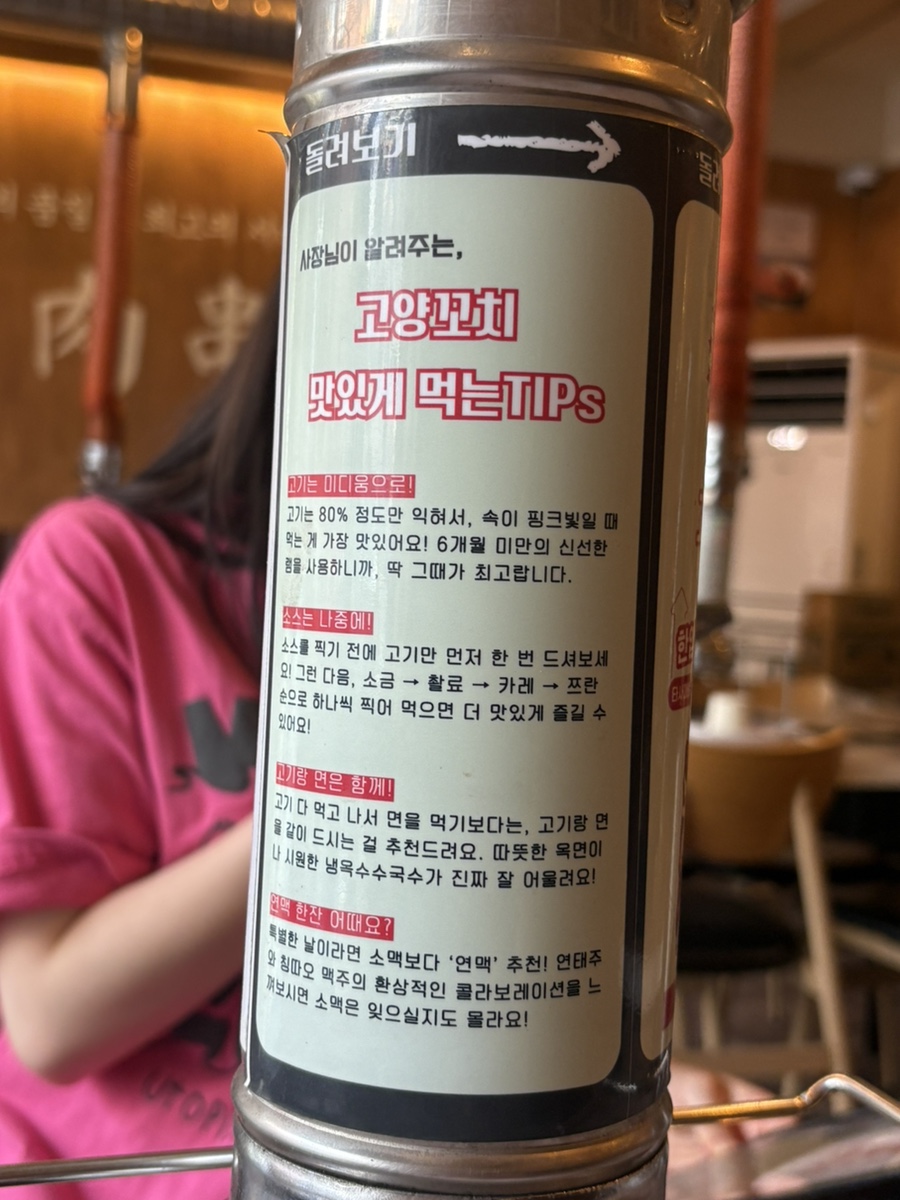 돌려보기
사장님이 알려주는,
고양꼬치
맛있게 먹는TIPs
고기는 미디움으로!
고기는 80% 정도만 익혀서, 속이 핑크빛일 때
먹는 게 가장 맛있어요! 6개월 미만의 신선한
램을 사용하니까, 딱 그때가 최고랍니다.
소스는 나중에!
소스를 찍기 전에 고기만 먼저 한 번 드셔보세
요! 그런 다음, 소금 → 촬료 → 카레 → 쯔란
순으로 하나씩 찍어 먹으면 더 맛있게 즐길 수
있어요!
고기랑 면은 함께!
고기 다 먹고 나서 면을 먹기보다는, 고기랑 면
을 같이 드시는 걸 추천드려요. 따뜻한 옥면이
나 시원한 냉옥수수국수가 진짜 잘 어울려요!
연맥 한잔 어때요?
특별한 날이라면 소맥보다 ‘연맥’ 추천! 연태주
와 칭따오 맥주의 환상적인 콜라보레이션을 느
껴보시면 소맥은 잊으실지도 몰라요!
肉 串